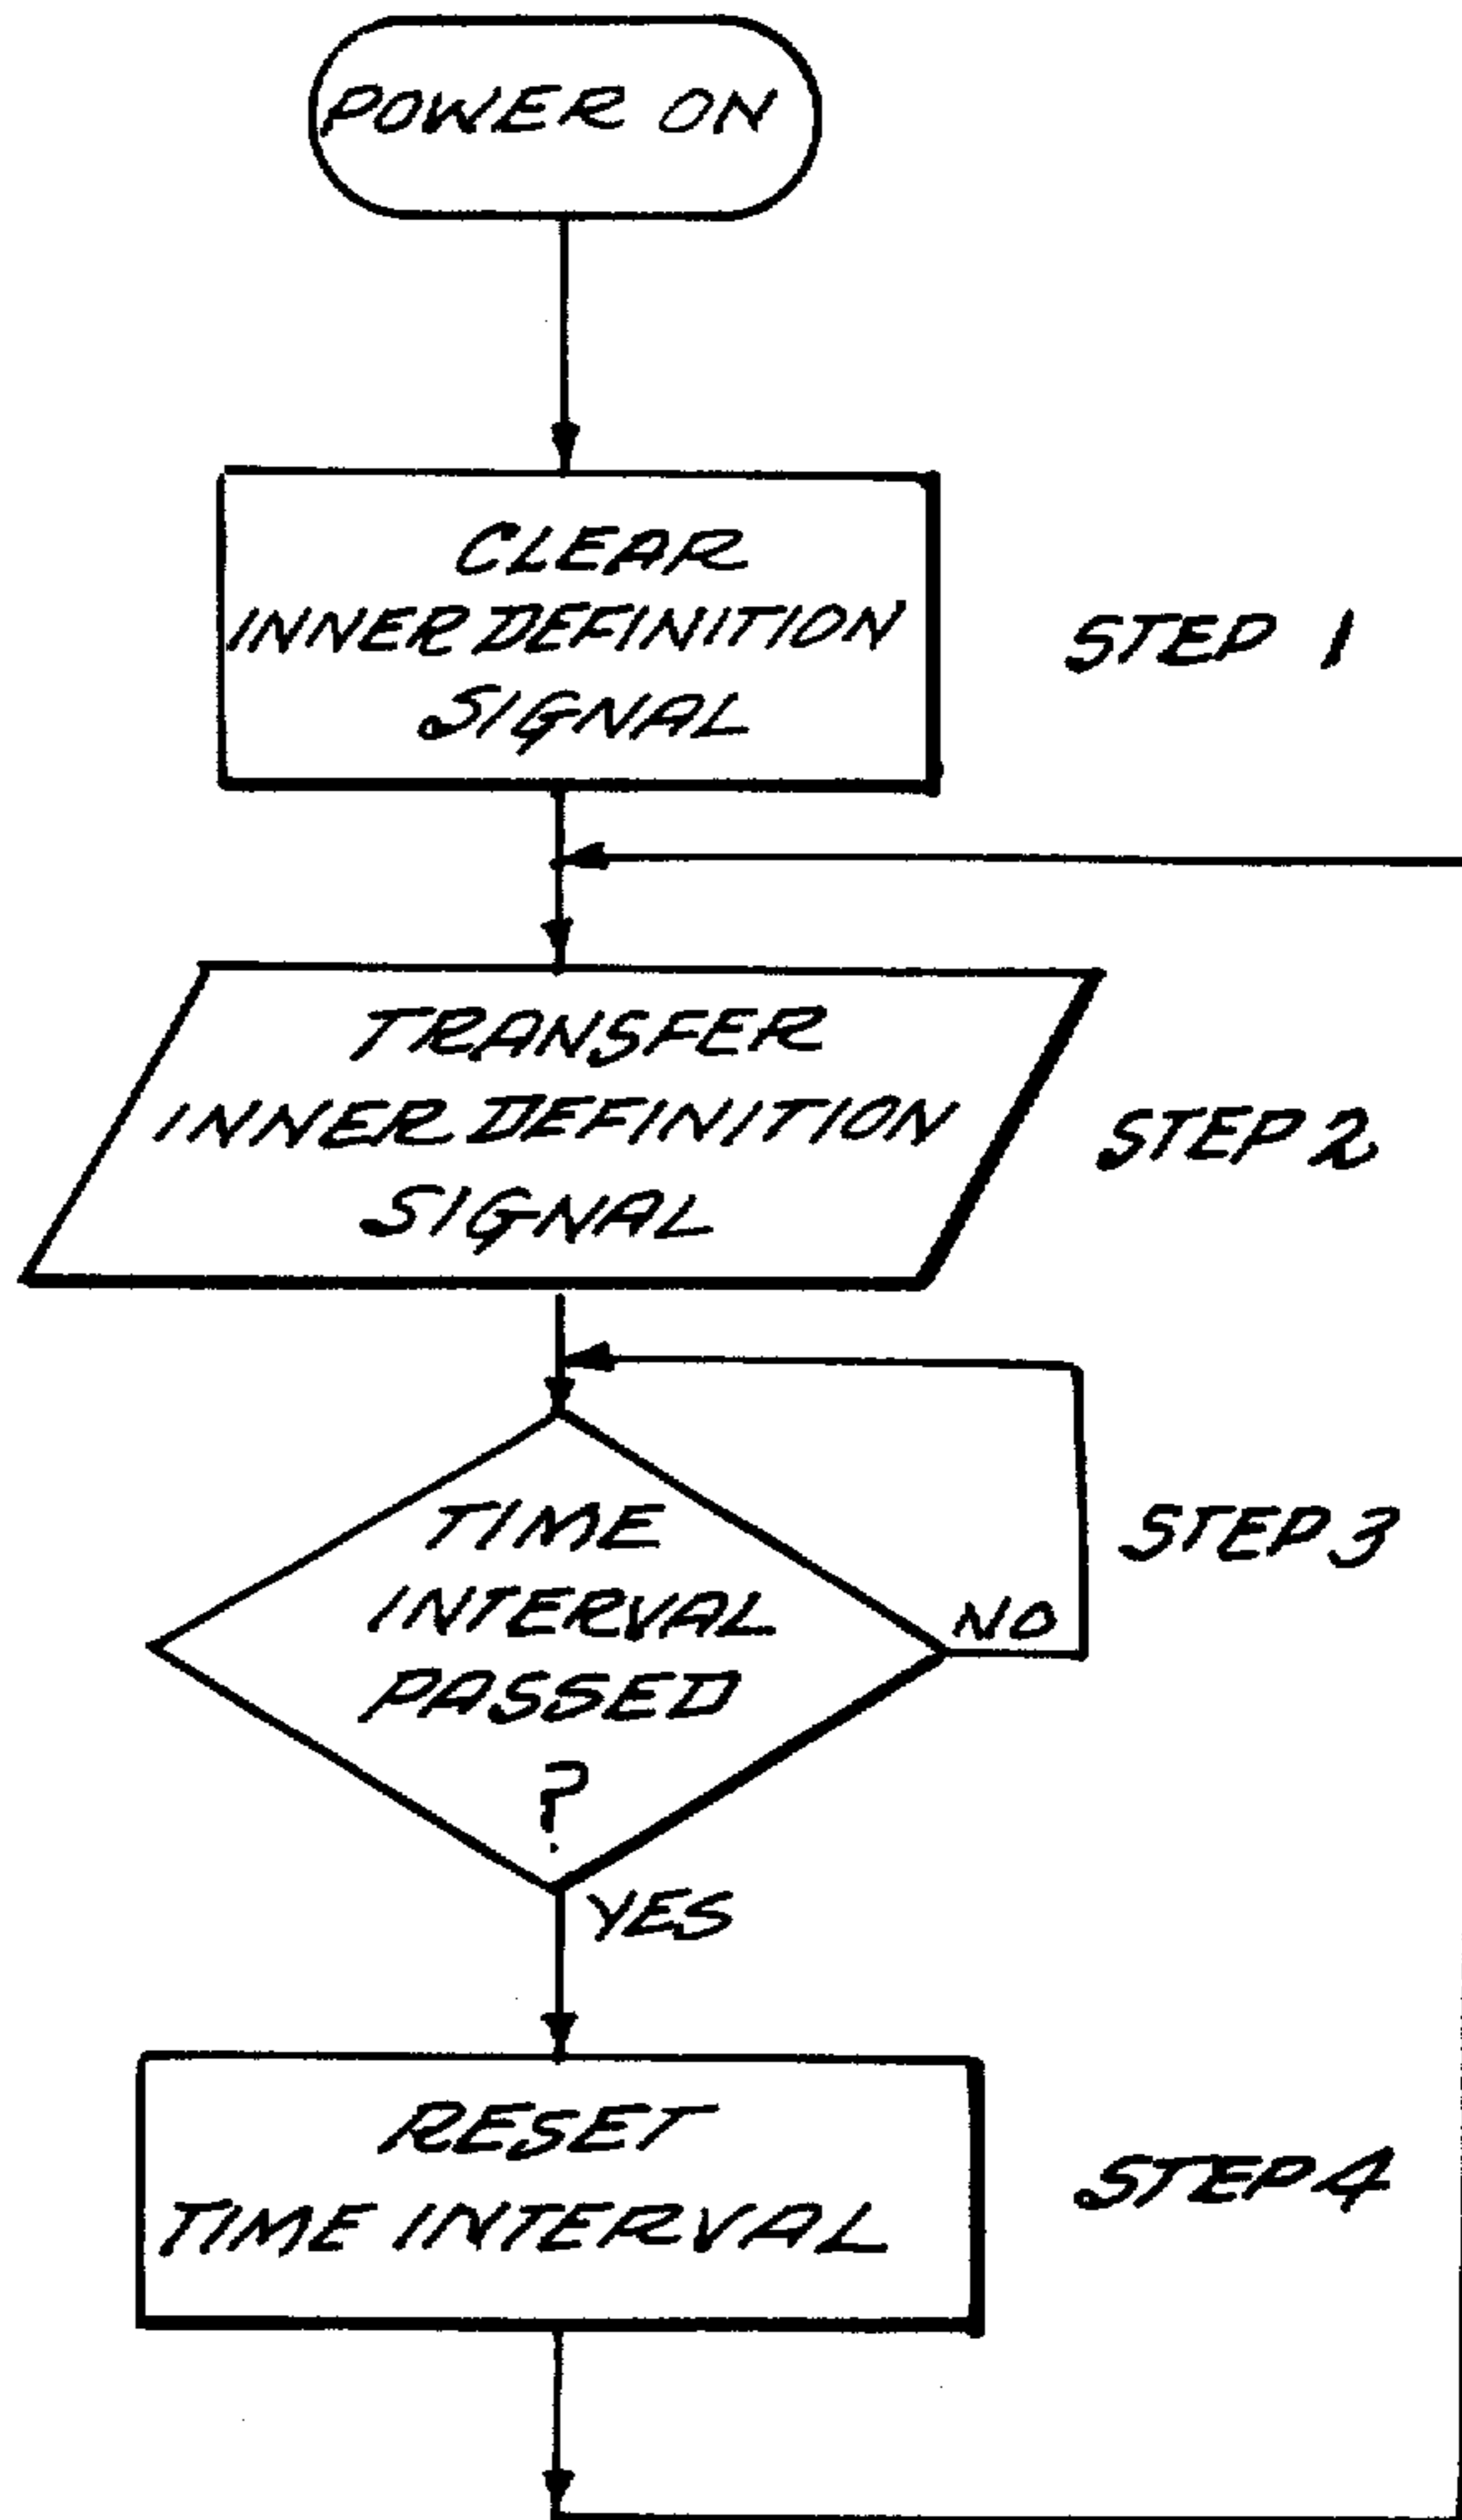 POWER ON
CLEAR
INNER DEFINITION
SIGNAL
STEP 1
TRANSFER
INNER DEFINITION
SIGNAL
STEP 2
TIME
INTERVAL
PASSED
?
NO
STEP 3
YES
RESET
TIME INTERVAL
STEP 4